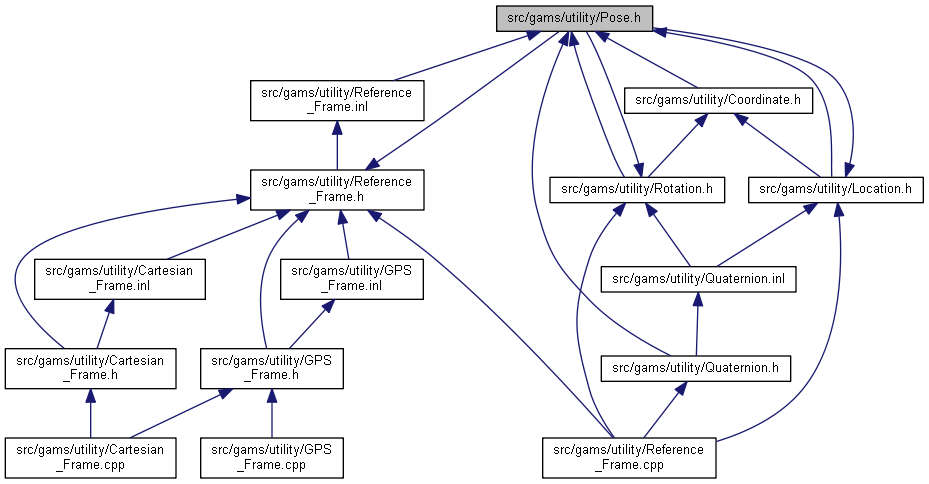 src/gams/utility/Pose.h
src/gams/utility/Reference
_Frame.inl
src/gams/utility/Coordinate.h
src/gams/utility/Reference
_Frame.h
src/gams/utility/Rotation.h
src/gams/utility/Location.h
src/gams/utility/Cartesian
_Frame.inl
src/gams/utility/GPS
_Frame.inl
src/gams/utility/Quaternion.inl
src/gams/utility/Cartesian
_Frame.h
src/gams/utility/GPS
_Frame.h
src/gams/utility/Quaternion.h
src/gams/utility/Cartesian
_Frame.cpp
src/gams/utility/GPS
_Frame.cpp
src/gams/utility/Reference
_Frame.cpp